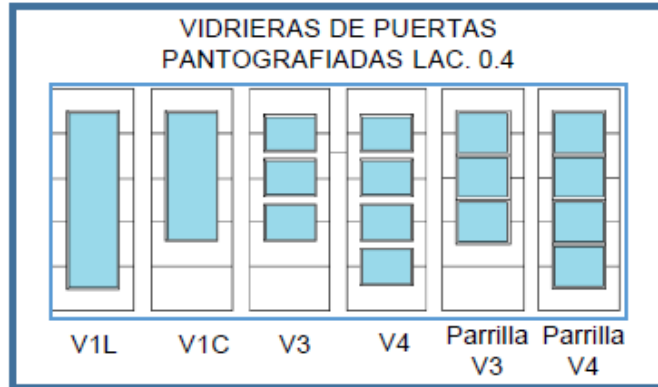 VIDRIERAS DE PUERTAS
PANTOGRAFIADAS LAC. 0.4
V1L V1C V3 V4 Parrilla V3 Parrilla V4